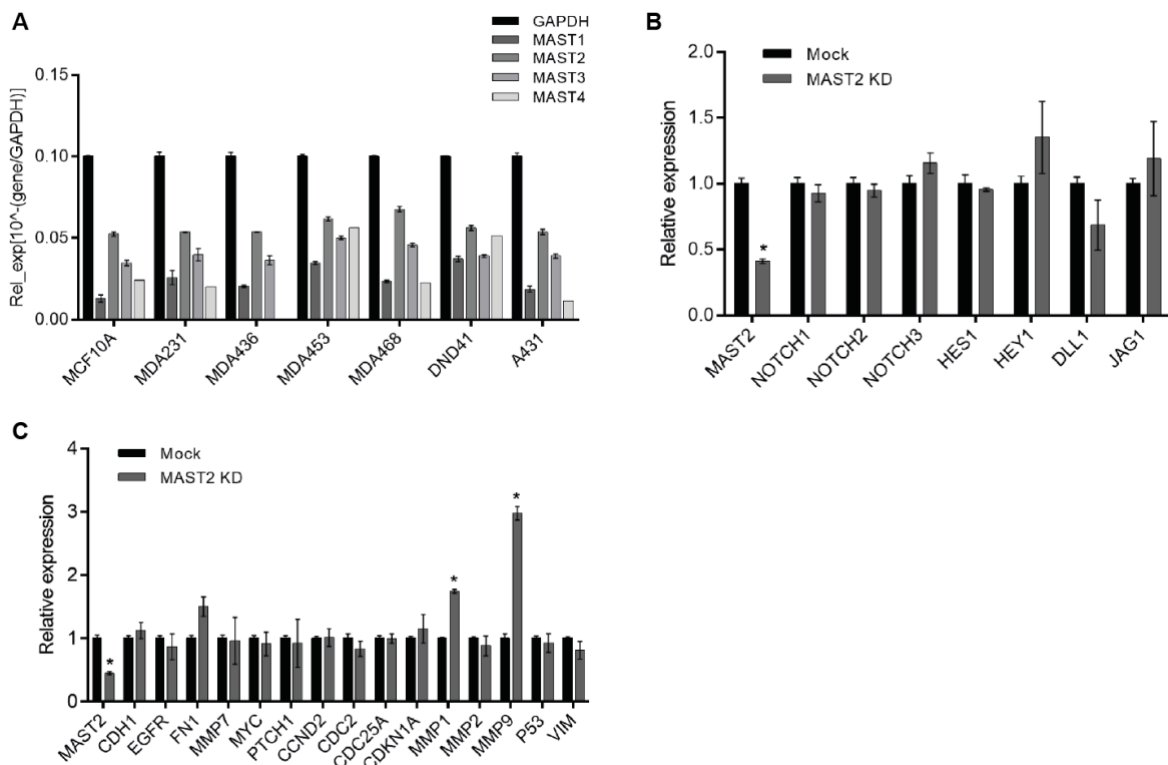 A
GAPDH
MAST1
MAST2
MAST3
MAST4
Rel_exp[10^-(gene/GAPDH)]
0.15
0.10
0.05
0.00
MCF10A
MDA231
MDA436
MDA453
MDA468
DND41
A431
B
Mock
MAST2 KD
Relative expression
2.0
1.5
1.0
0.5
0.0
*
MAST2
NOTCH1
NOTCH2
NOTCH3
HES1
HEY1
DLL1
JAG1
C
Mock
MAST2 KD
Relative expression
4
3
2
1
0
*
*
*
MAST2
CDH1
EGFR
FN1
MMP7
MYC
PTCH1
CCND2
CDC2
CDC25A
CDKN1A
MMP1
MMP2
MMP9
P53
VIM